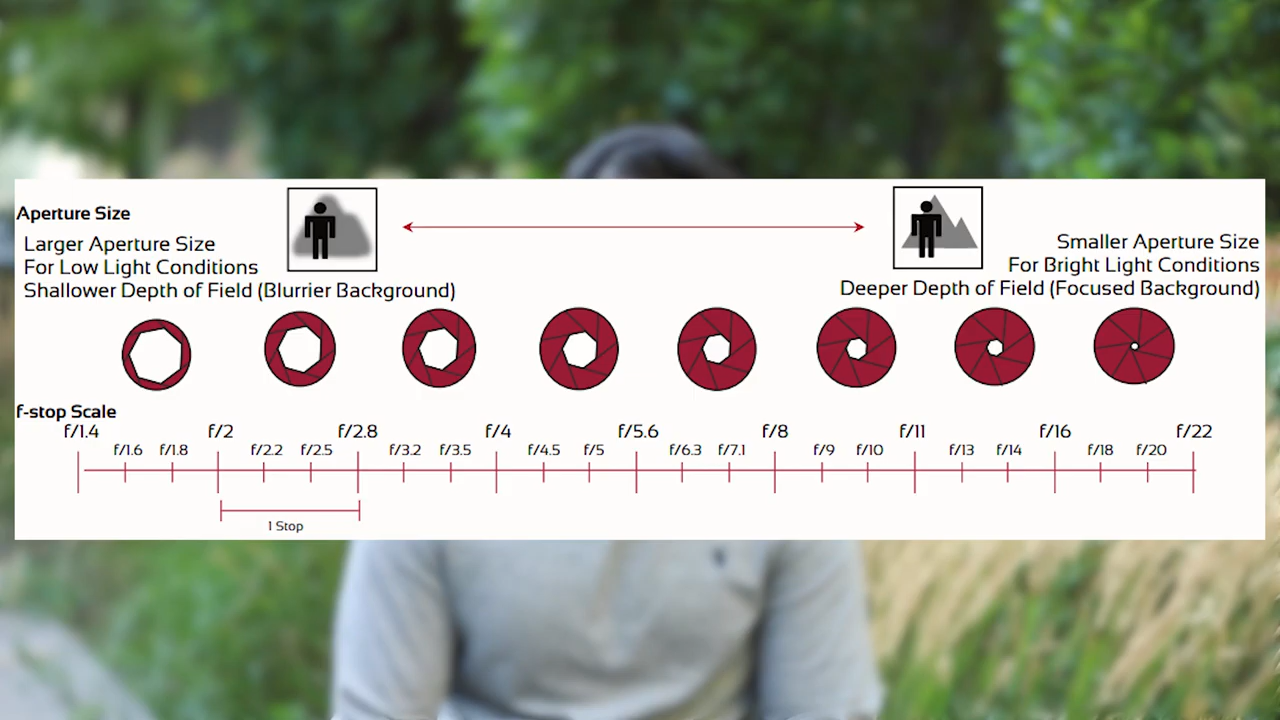 Aperture Size
Larger Aperture Size
For Low Light Conditions
Shallower Depth of Field (Blurrier Background)
Smaller Aperture Size
For Bright Light Conditions
Deeper Depth of Field (Focused Background)
f-stop Scale
f/1.4 f/2 f/2.8 f/4 f/5.6 f/8 f/11 f/16 f/22
f/1.6 f/1.8 f/2.2 f/2.5 f/3.2 f/3.5 f/4.5 f/5 f/6.3 f/7.1 f/9 f/10 f/13 f/14 f/18 f/20
1 Stop